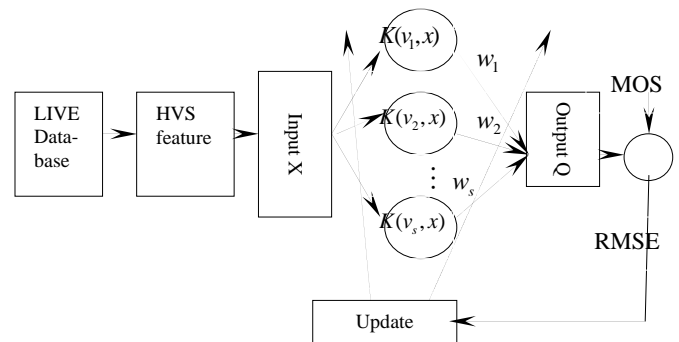 LIVE
Data-
base
HVS
feature
Input X
K(v₁,x)
K(v₂,x)
⋮
K(vₛ,x)
w₁
w₂
wₛ
Output Q
MOS
RMSE
Update